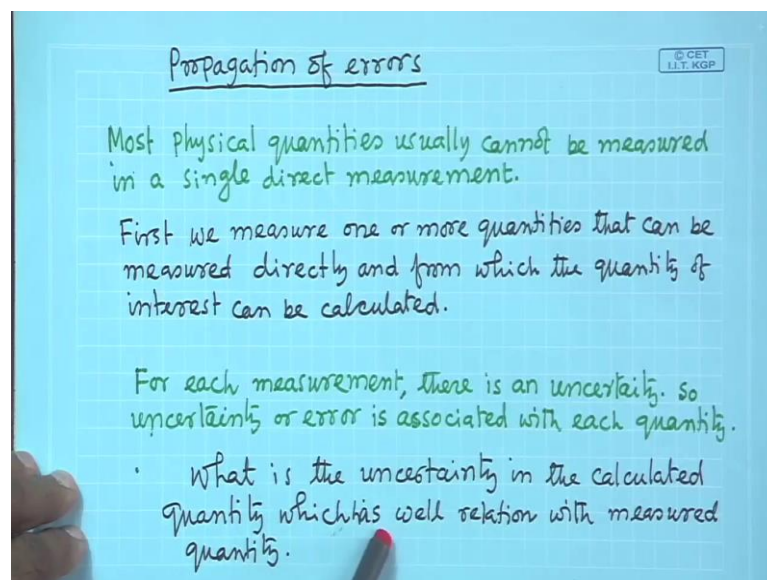 Propagation of errors
© CET
I.I.T. KGP
Most physical quantities usually cannot be measured
in a single direct measurement.
First we measure one or more quantities that can be
measured directly and from which the quantity of
interest can be calculated.
For each measurement, there is an uncertaity. so
uncertainty or error is associated with each quantity.
What is the uncertainty in the calculated
quantity which has well relation with measured
quantity.